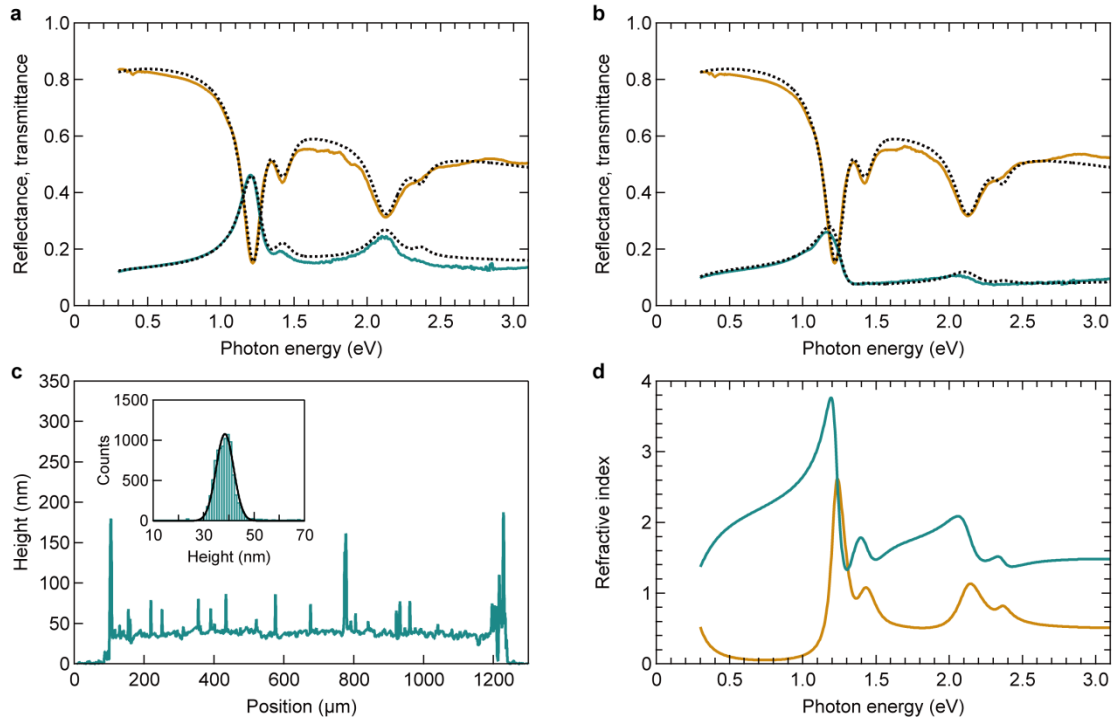 a
Reflectance, transmittance
1.0
0.8
0.6
0.4
0.2
0
0 0.5 1.0 1.5 2.0 2.5 3.0
Photon energy (eV)
b
Reflectance, transmittance
1.0
0.8
0.6
0.4
0.2
0
0 0.5 1.0 1.5 2.0 2.5 3.0
Photon energy (eV)
c
Height (nm)
350
300
250
200
150
100
50
0
0 200 400 600 800 1000 1200
Position (µm)
Counts
1500
1000
500
0
10 30 50 70
Height (nm)
d
Refractive index
4
3
2
1
0
0 0.5 1.0 1.5 2.0 2.5 3.0
Photon energy (eV)